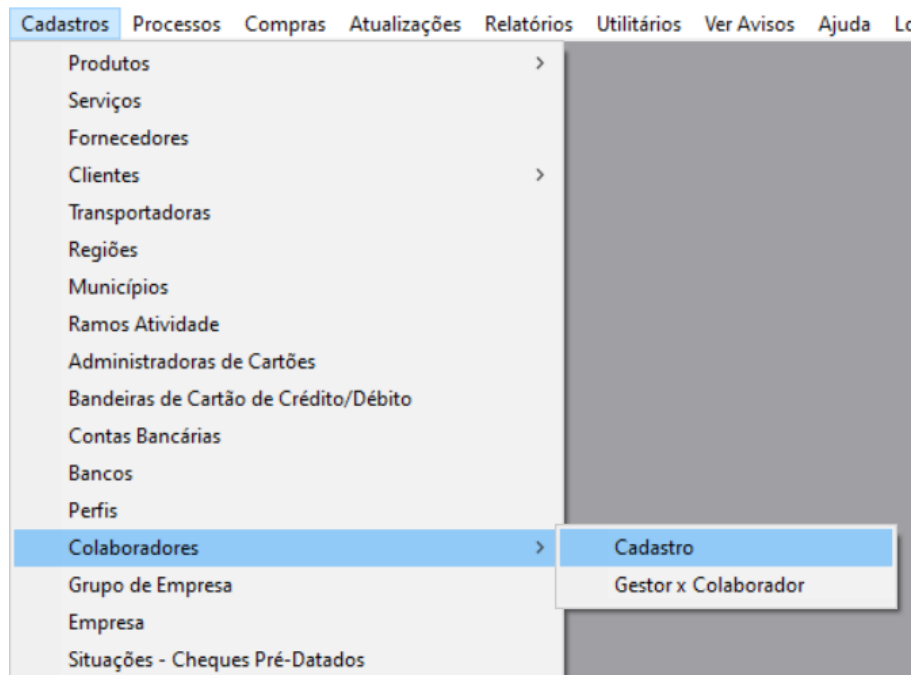 Cadastros Processos Compras Atualizações Relatórios Utilitários Ver Avisos Ajuda
Produtos
Serviços
Fornecedores
Clientes
Transportadoras
Regiões
Municípios
Ramos Atividade
Administradoras de Cartões
Bandeiras de Cartão de Crédito/Débito
Contas Bancárias
Bancos
Perfis
Colaboradores
Cadastro
Grupo de Empresa
Gestor x Colaborador
Empresa
Situações - Cheques Pré-Datados